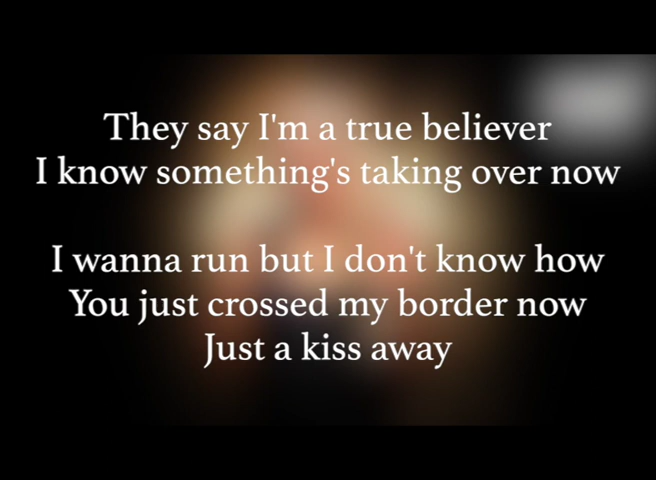 They say I'm a true believer
I know something's taking over now
I wanna run but I don't know how
You just crossed my border now
Just a kiss away